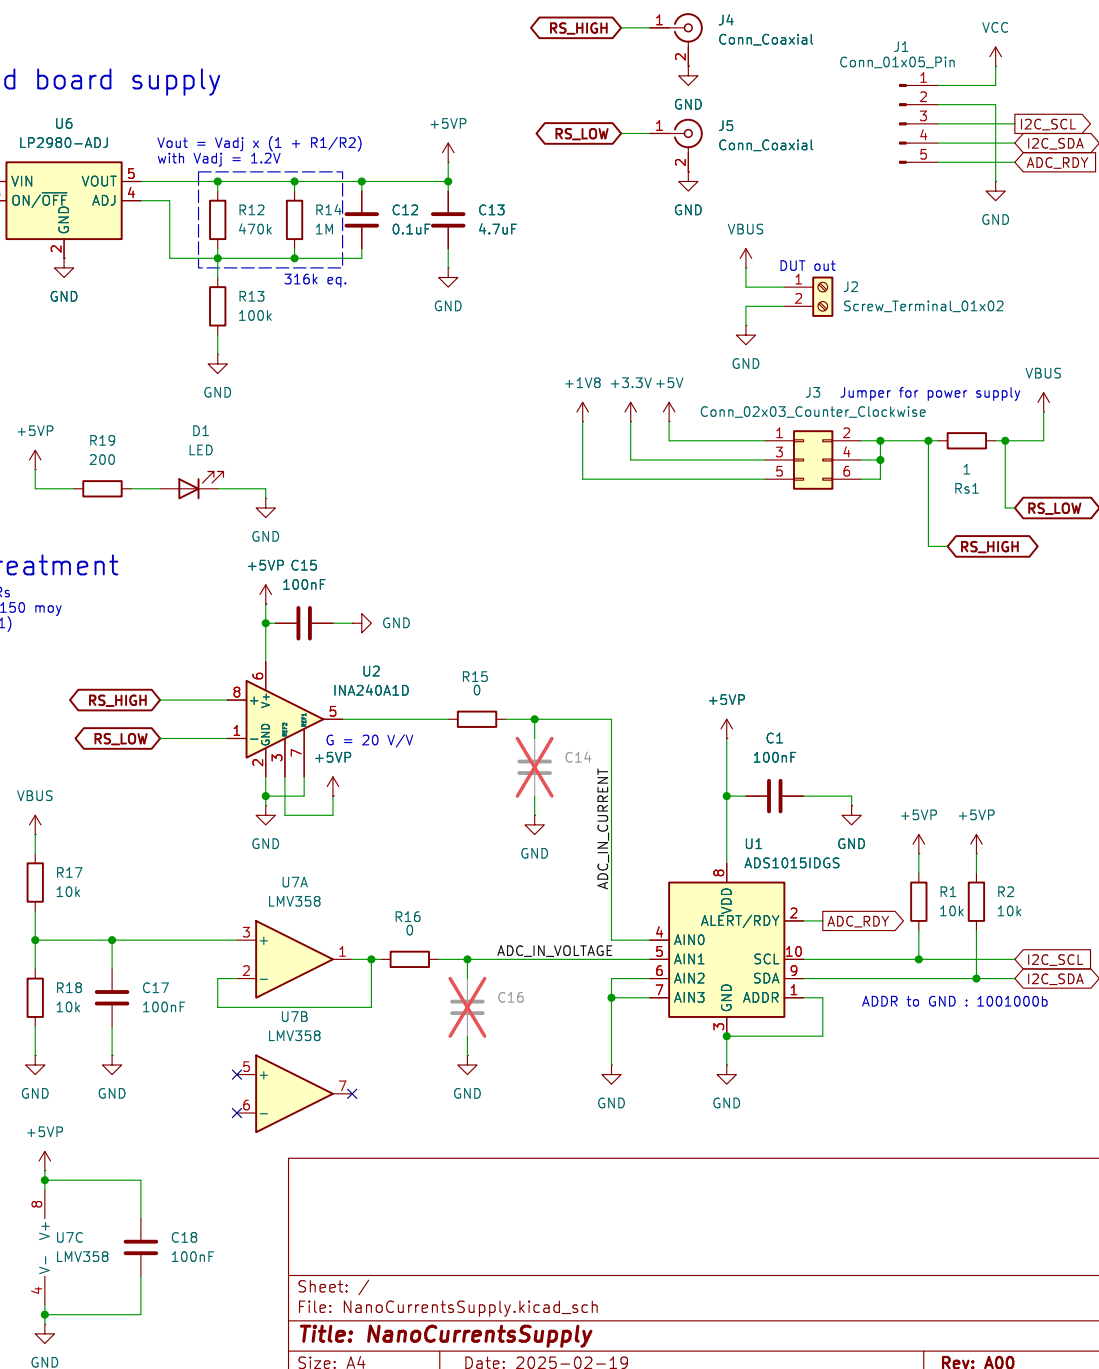 RS_HIGH
1
2
J4
Conn_Coaxial
GND
RS_LOW
1
2
J5
Conn_Coaxial
GND
J1
Conn_01x05_Pin
VCC
1
2
3
4
5
I2C_SCL
I2C_SDA
ADC_RDY
GND
d board supply
U6
LP2980-ADJ
VIN
ON/OFF
GND
VOUT
ADJ
5
4
2
GND
Vout = Vadj x (1 + R1/R2)
with Vadj = 1.2V
R12
470k
R14
1M
C12
0.1uF
C13
4.7uF
+5VP
316k eq.
R13
100k
GND
GND
VBUS
DUT out
1
2
J2
Screw_Terminal_01x02
GND
+1V8
+3.3V
+5V
J3
Jumper for power supply
Conn_02x03_Counter_Clockwise
1
2
3
4
5
6
VBUS
1
Rs1
RS_LOW
RS_HIGH
+5VP
R19
200
D1
LED
GND
reatment
Rs
150 moy
1)
+5VP
C15
100nF
GND
RS_HIGH
RS_LOW
8
1
6
V+
GND
REF2
REF1
2
3
7
5
U2
INA240A1D
G = 20 V/V
+5VP
GND
R15
0
C14
GND
ADC_IN_CURRENT
+5VP
C1
100nF
GND
U1
ADS1015IDGS
8
VDD
ALERT/RDY
2
ADC_RDY
4
AIN0
5
AIN1
6
AIN2
7
AIN3
SCL
10
SDA
9
ADDR
1
GND
3
GND
GND
+5VP
+5VP
R1
10k
R2
10k
I2C_SCL
I2C_SDA
ADDR to GND : 1001000b
VBUS
R17
10k
R18
10k
C17
100nF
GND
GND
U7A
LMV358
3
2
1
R16
0
ADC_IN_VOLTAGE
C16
GND
U7B
LMV358
5
6
7
+5VP
8
V+
V-
4
U7C
LMV358
C18
100nF
GND
Sheet: /
File: NanoCurrentsSupply.kicad_sch
Title: NanoCurrentsSupply
Size: A4
Date: 2025-02-19
Rev: A00